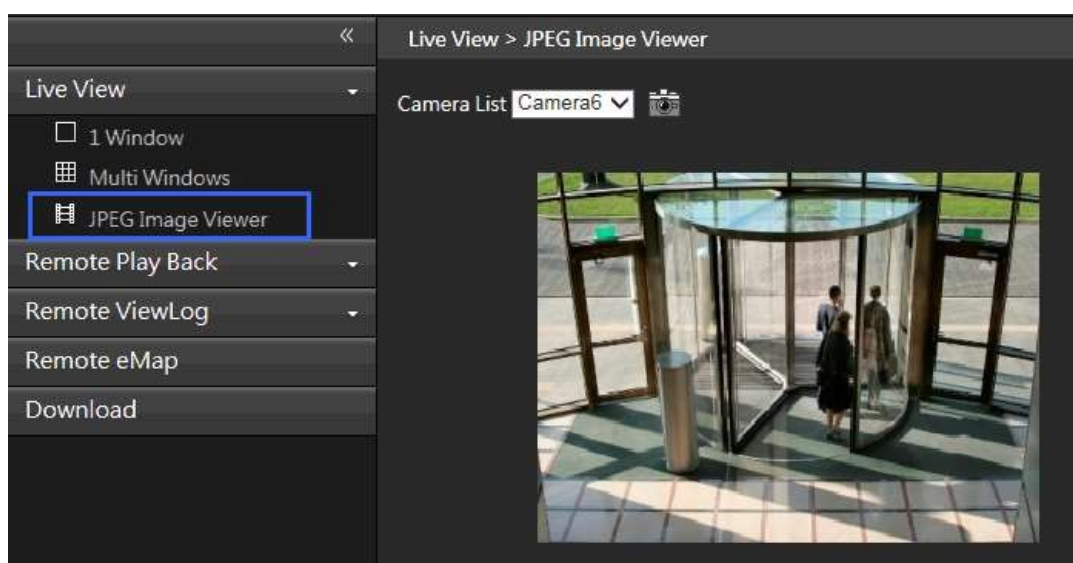 Live View
1 Window
Multi Windows
JPEG Image Viewer
Remote Play Back
Remote ViewLog
Remote eMap
Download
Live View > JPEG Image Viewer
Camera List Camera6